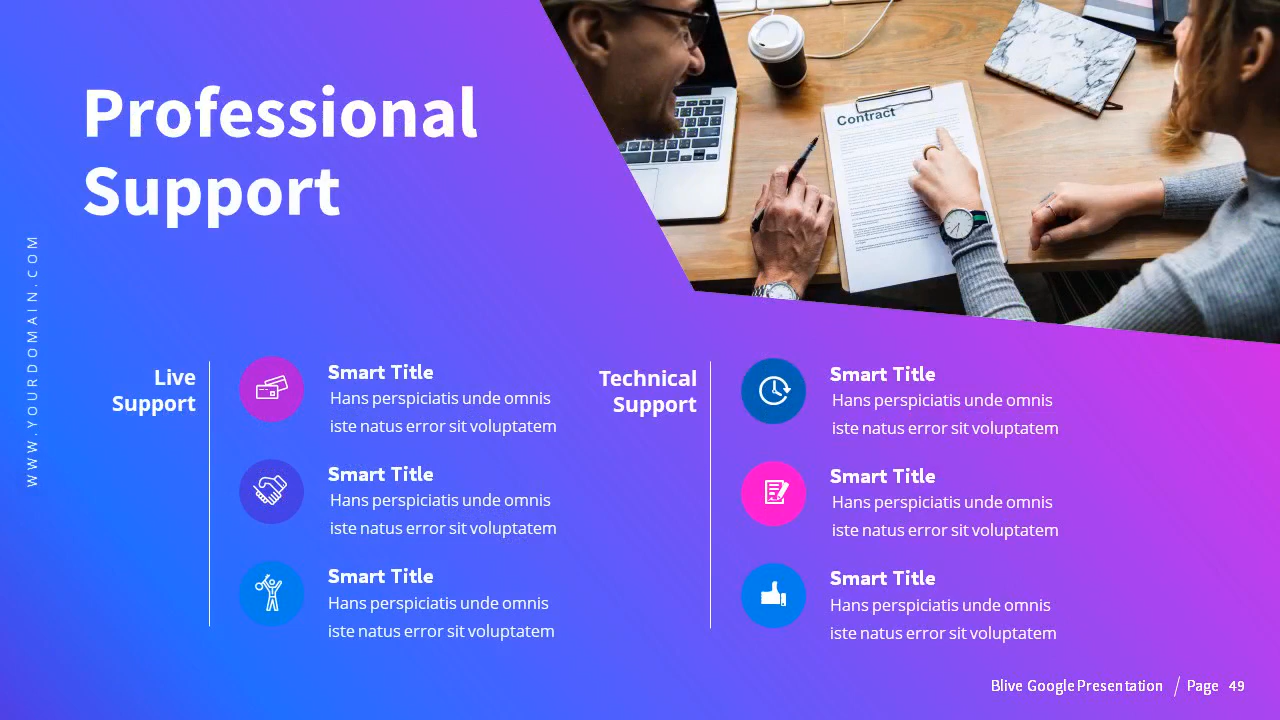 Professional
Support
Contract
WWW.YOURDOMAIN.COM
Live
Support
Smart Title
Hans perspiciatis unde omnis
iste natus error sit voluptatem
Smart Title
Hans perspiciatis unde omnis
iste natus error sit voluptatem
Smart Title
Hans perspiciatis unde omnis
iste natus error sit voluptatem
Technical
Support
Smart Title
Hans perspiciatis unde omnis
iste natus error sit voluptatem
Smart Title
Hans perspiciatis unde omnis
iste natus error sit voluptatem
Smart Title
Hans perspiciatis unde omnis
iste natus error sit voluptatem
Blive Google Presentation / Page 49